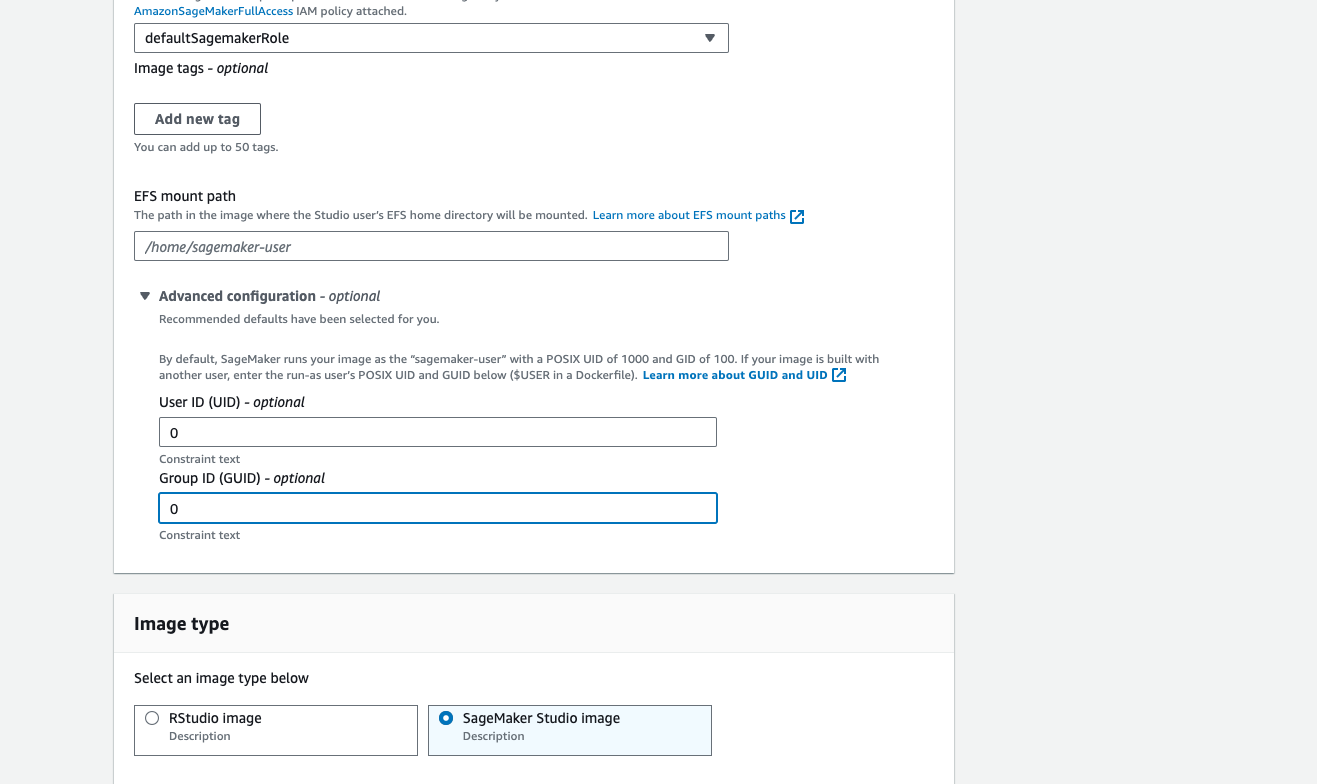 AmazonSageMakerFullAccess IAM policy attached.
defaultSagemakerRole
Image tags - optional
Add new tag
You can add up to 50 tags.
EFS mount path
The path in the image where the Studio user’s EFS home directory will be mounted. Learn more about EFS mount paths
/home/sagemaker-user
Advanced configuration - optional
Recommended defaults have been selected for you.
By default, SageMaker runs your image as the “sagemaker-user” with a POSIX UID of 1000 and GID of 100. If your image is built with
another user, enter the run-as user’s POSIX UID and GUID below ($USER in a Dockerfile). Learn more about GUID and UID
User ID (UID) - optional
0
Constraint text
Group ID (GUID) - optional
0
Constraint text
Image type
Select an image type below
RStudio image
Description
SageMaker Studio image
Description